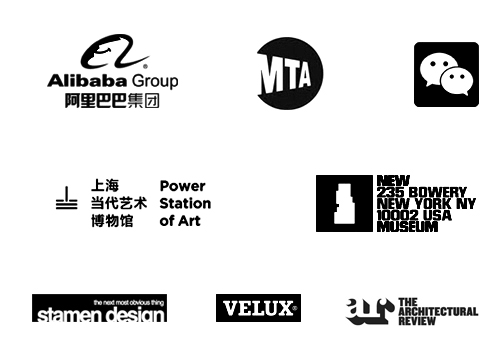 Alibaba Group
阿里巴巴集团
MTA
上海
当代艺术
博物馆
Power
Station
of Art
NEW
235 BOWERY
NEW YORK NY
10002 USA
MUSEUM
the next most obvious thing
stamen design
VELUX®
ar
THE
ARCHITECTURAL
REVIEW